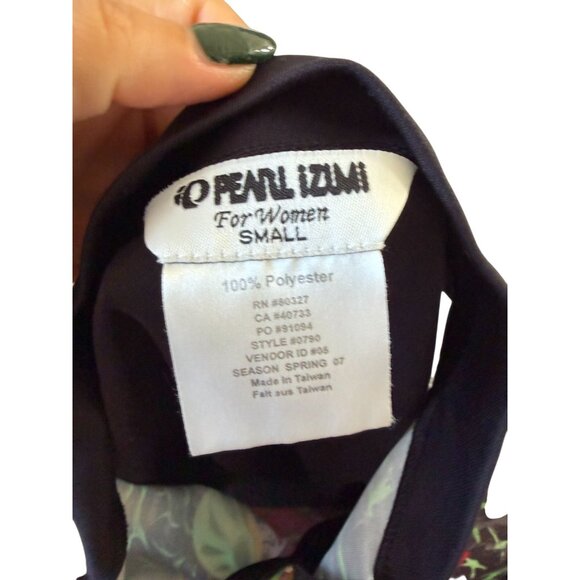 PEARL iZUMi
For Women
SMALL
100% Polyester
RN #80327
CA #40733
PO #91094
STYLE #0790
VENDOR ID #08
SEASON SPRING 07
Made in Taiwan
Fait aus Taiwan